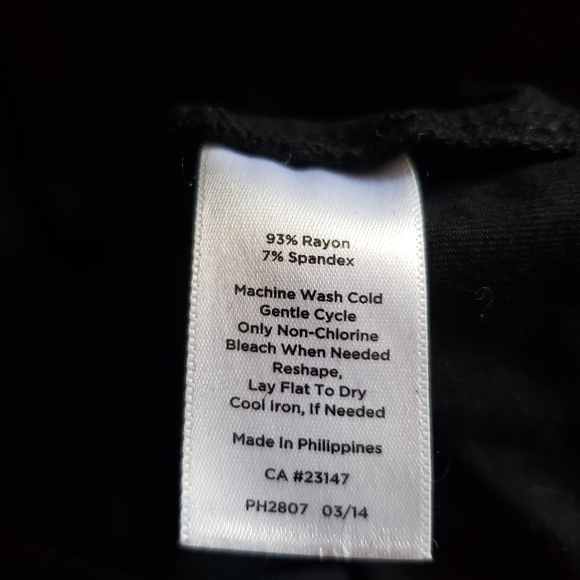 93% Rayon
7% Spandex
Machine Wash Cold
Gentle Cycle
Only Non-Chlorine
Bleach When Needed
Reshape,
Lay Flat To Dry
Cool Iron, If Needed
Made In Philippines
CA #23147
PH2807 03/14